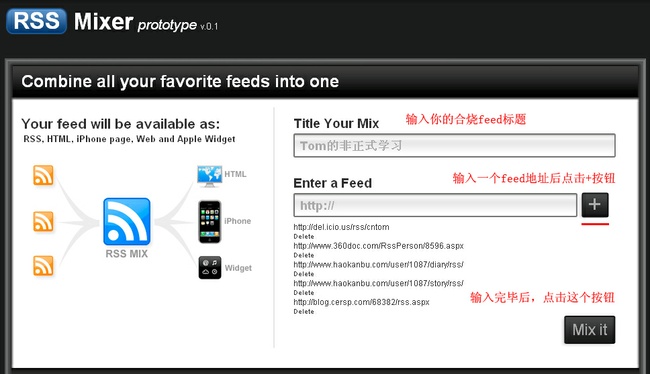 RSS Mixer prototype v.0.1
Combine all your favorite feeds into one
Your feed will be available as:
RSS, HTML, iPhone page, Web and Apple Widget
HTML
iPhone
Widget
RSS MIX
Title Your Mix
输入你的合烧feed标题
Tom的非正式学习
Enter a Feed
输入一个feed地址后点击+按钮
http://
+
http://del.icio.us/rss/cntom
Delete
http://www.360doc.com/RssPerson/8596.aspx
Delete
http://www.haokanbu.com/user/1087/diary/rss/
Delete
http://www.haokanbu.com/user/1087/story/rss/
Delete
http://blog.cersp.com/68382/rss.aspx
Delete
输入完毕后，点击这个按钮
Mix it